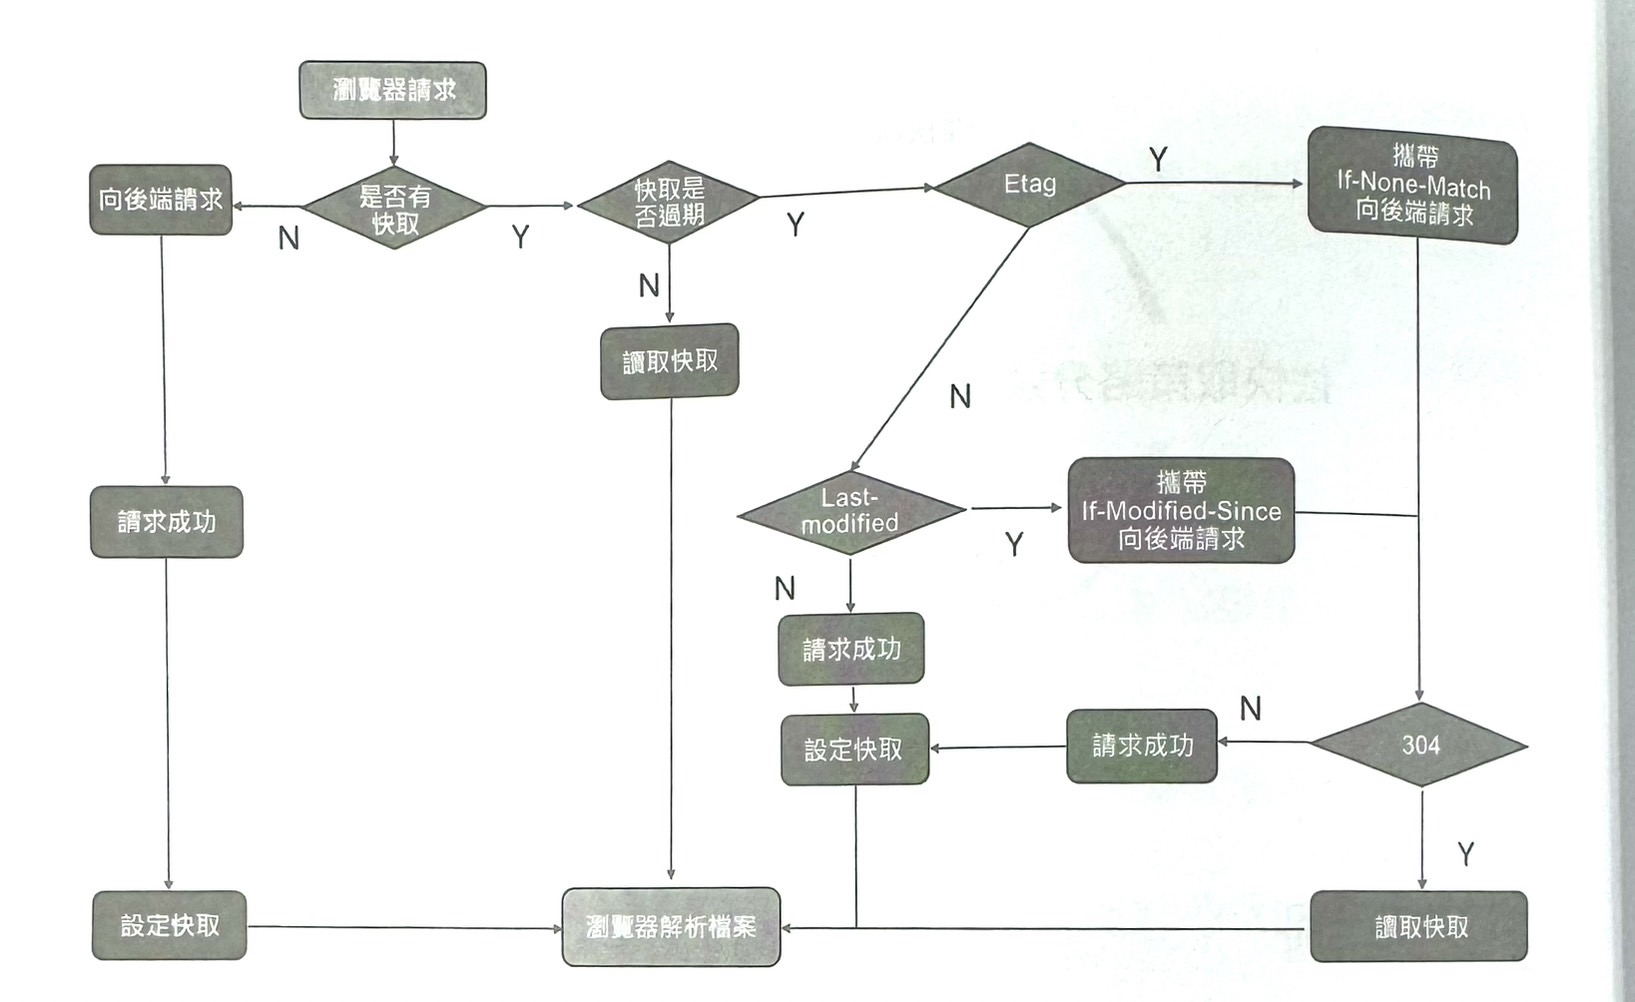 瀏覽器請求
向後端請求
N
是否有
快取
Y
快取是
否過期
Y
Etag
Y
攜帶
If-None-Match
向後端請求
N
讀取快取
N
Last-
modified
Y
攜帶
If-Modified-Since
向後端請求
請求成功
N
請求成功
設定快取
請求成功
N
304
Y
設定快取
瀏覽器解析檔案
讀取快取